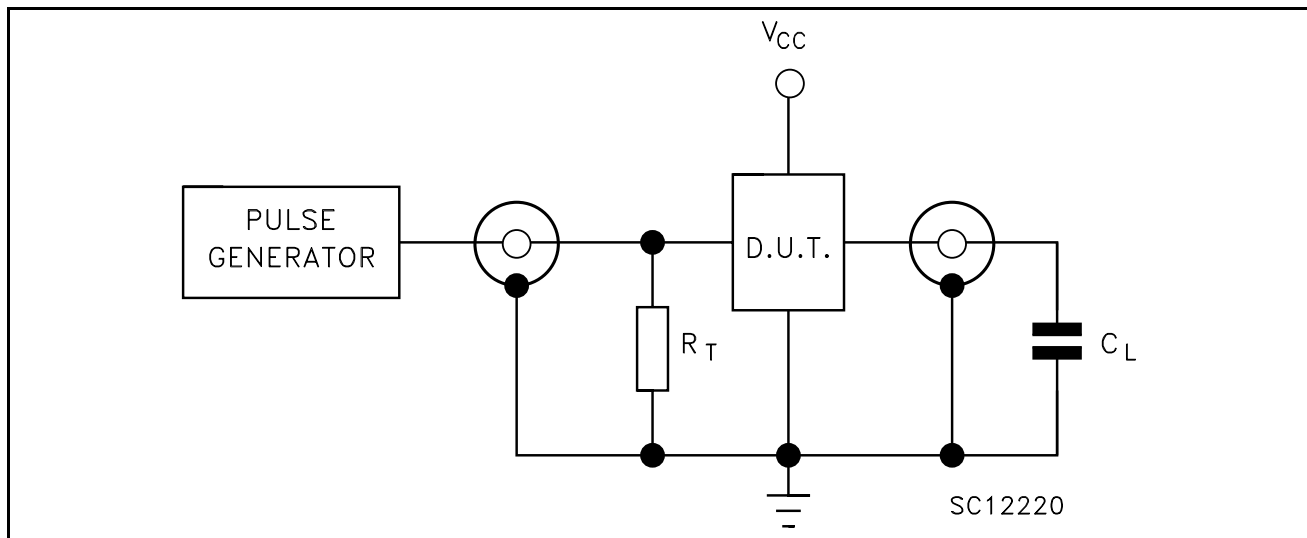 VCC
PULSE
GENERATOR
D.U.T.
RT
CL
SC12220